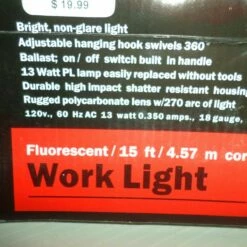 $ 19.99
Bright, non-glare light
Adjustable hanging hook swivels 360°
Ballast; on / off switch built in handle
13 Watt PL lamp easily replaced without tools
Durable high impact shatter resistant housing
Rugged polycarbonate lens w/270 arc of light
120v., 60 Hz AC 13 watt 0.350 amps., 18 gauge,
Fluorescent / 15 ft / 4.57 m cor
Work Light